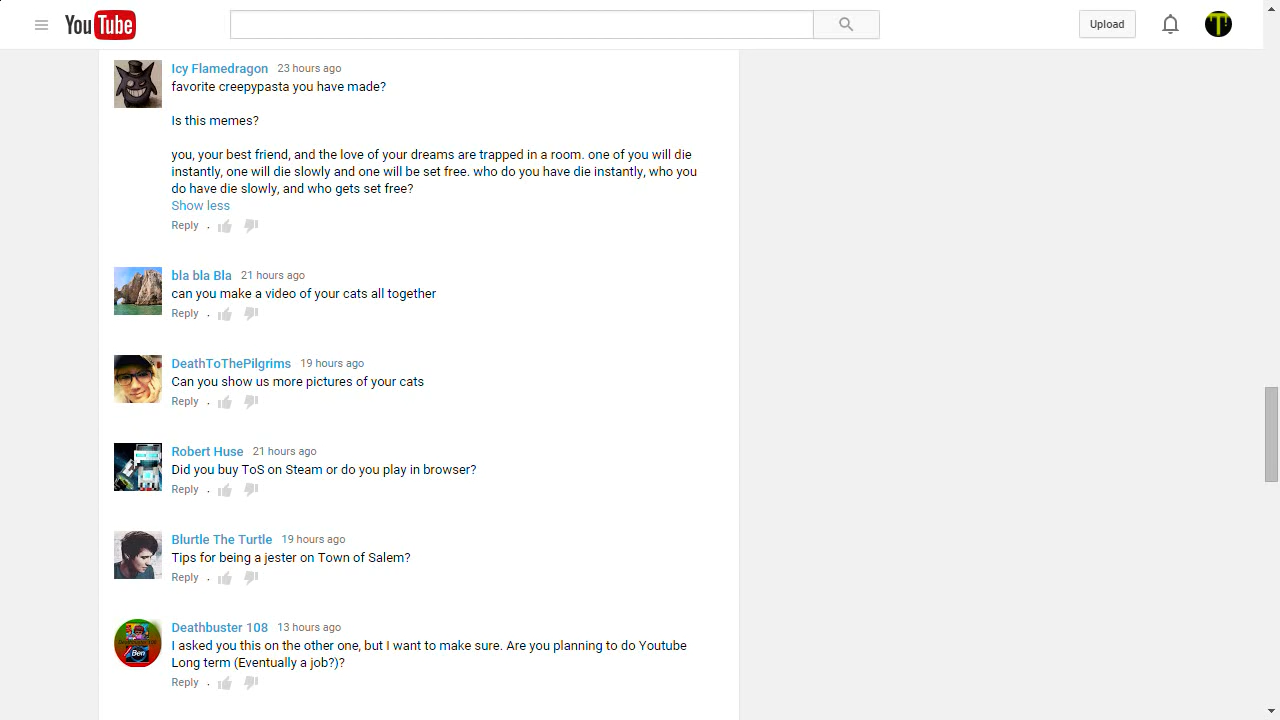 YouTube
Upload
T
Icy Flamedragon 23 hours ago
favorite creepypasta you have made?
Is this memes?
you, your best friend, and the love of your dreams are trapped in a room. one of you will die
instantly, one will die slowly and one will be set free. who do you have die instantly, who you
do have die slowly, and who gets set free?
Show less
Reply .
bla bla Bla 21 hours ago
can you make a video of your cats all together
Reply .
DeathToThePilgrims 19 hours ago
Can you show us more pictures of your cats
Reply .
Robert Huse 21 hours ago
Did you buy ToS on Steam or do you play in browser?
Reply .
Blurtle The Turtle 19 hours ago
Tips for being a jester on Town of Salem?
Reply .
Deathbuster 108 13 hours ago
I asked you this on the other one, but I want to make sure. Are you planning to do Youtube
Long term (Eventually a job?)?
Reply .
Ben